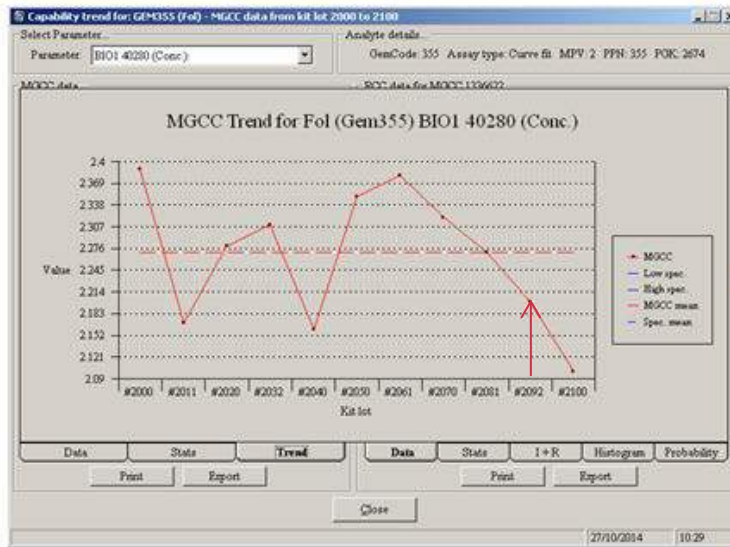 Capability trend for: GEM355 (Fol) - MGCC data from kit lot 2000 to 2100
Select Parameter...
Parameter: BIO1 40280 (Conc.)
Analyte details...
GemCode: 355 Assay type: Curve fit MPV: 2 PPN: 355 POK: 2674
MGCC data
RCC data for MGCC 1336622
MGCC Trend for Fol (Gem355) BIO1 40280 (Conc.)
2.4
2.369
2.338
2.307
2.276
2.245
2.214
2.183
2.152
2.121
2.09
Value
#2000 #2011 #2020 #2032 #2040 #2050 #2061 #2070 #2081 #2092 #2100
Kit lot
MGCC
Low spec.
High spec.
MGCC mean
Spec. mean
Data Stats Trend
Data Stats I + R Histogram Probability
Print Export
Print Export
Close
27/10/2014 10:29